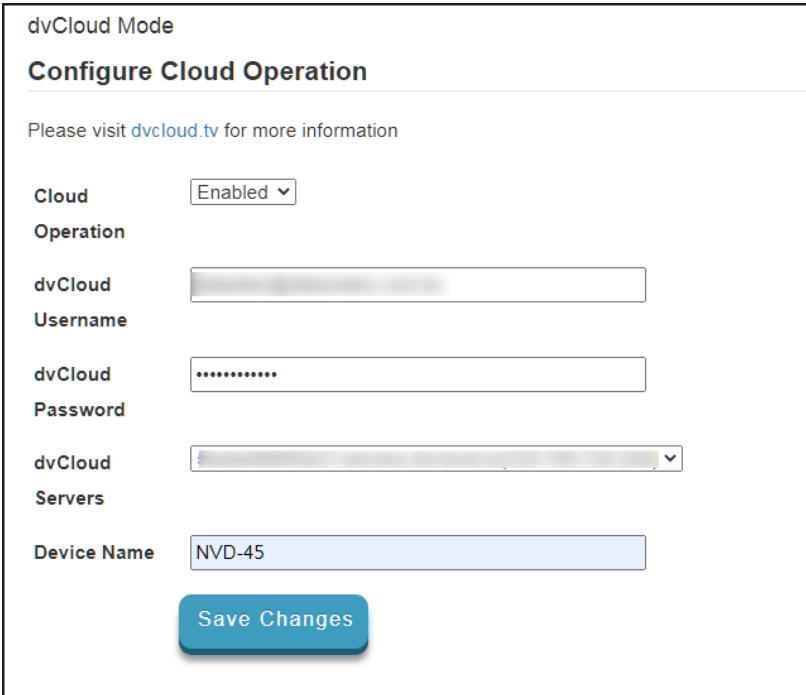 dvCloud Mode
Configure Cloud Operation
Please visit dvcloud.tv for more information
Cloud
Operation
Enabled
dvCloud
Username
dvCloud
Password
••••••••••••
dvCloud
Servers
Device Name
NVD-45
Save Changes